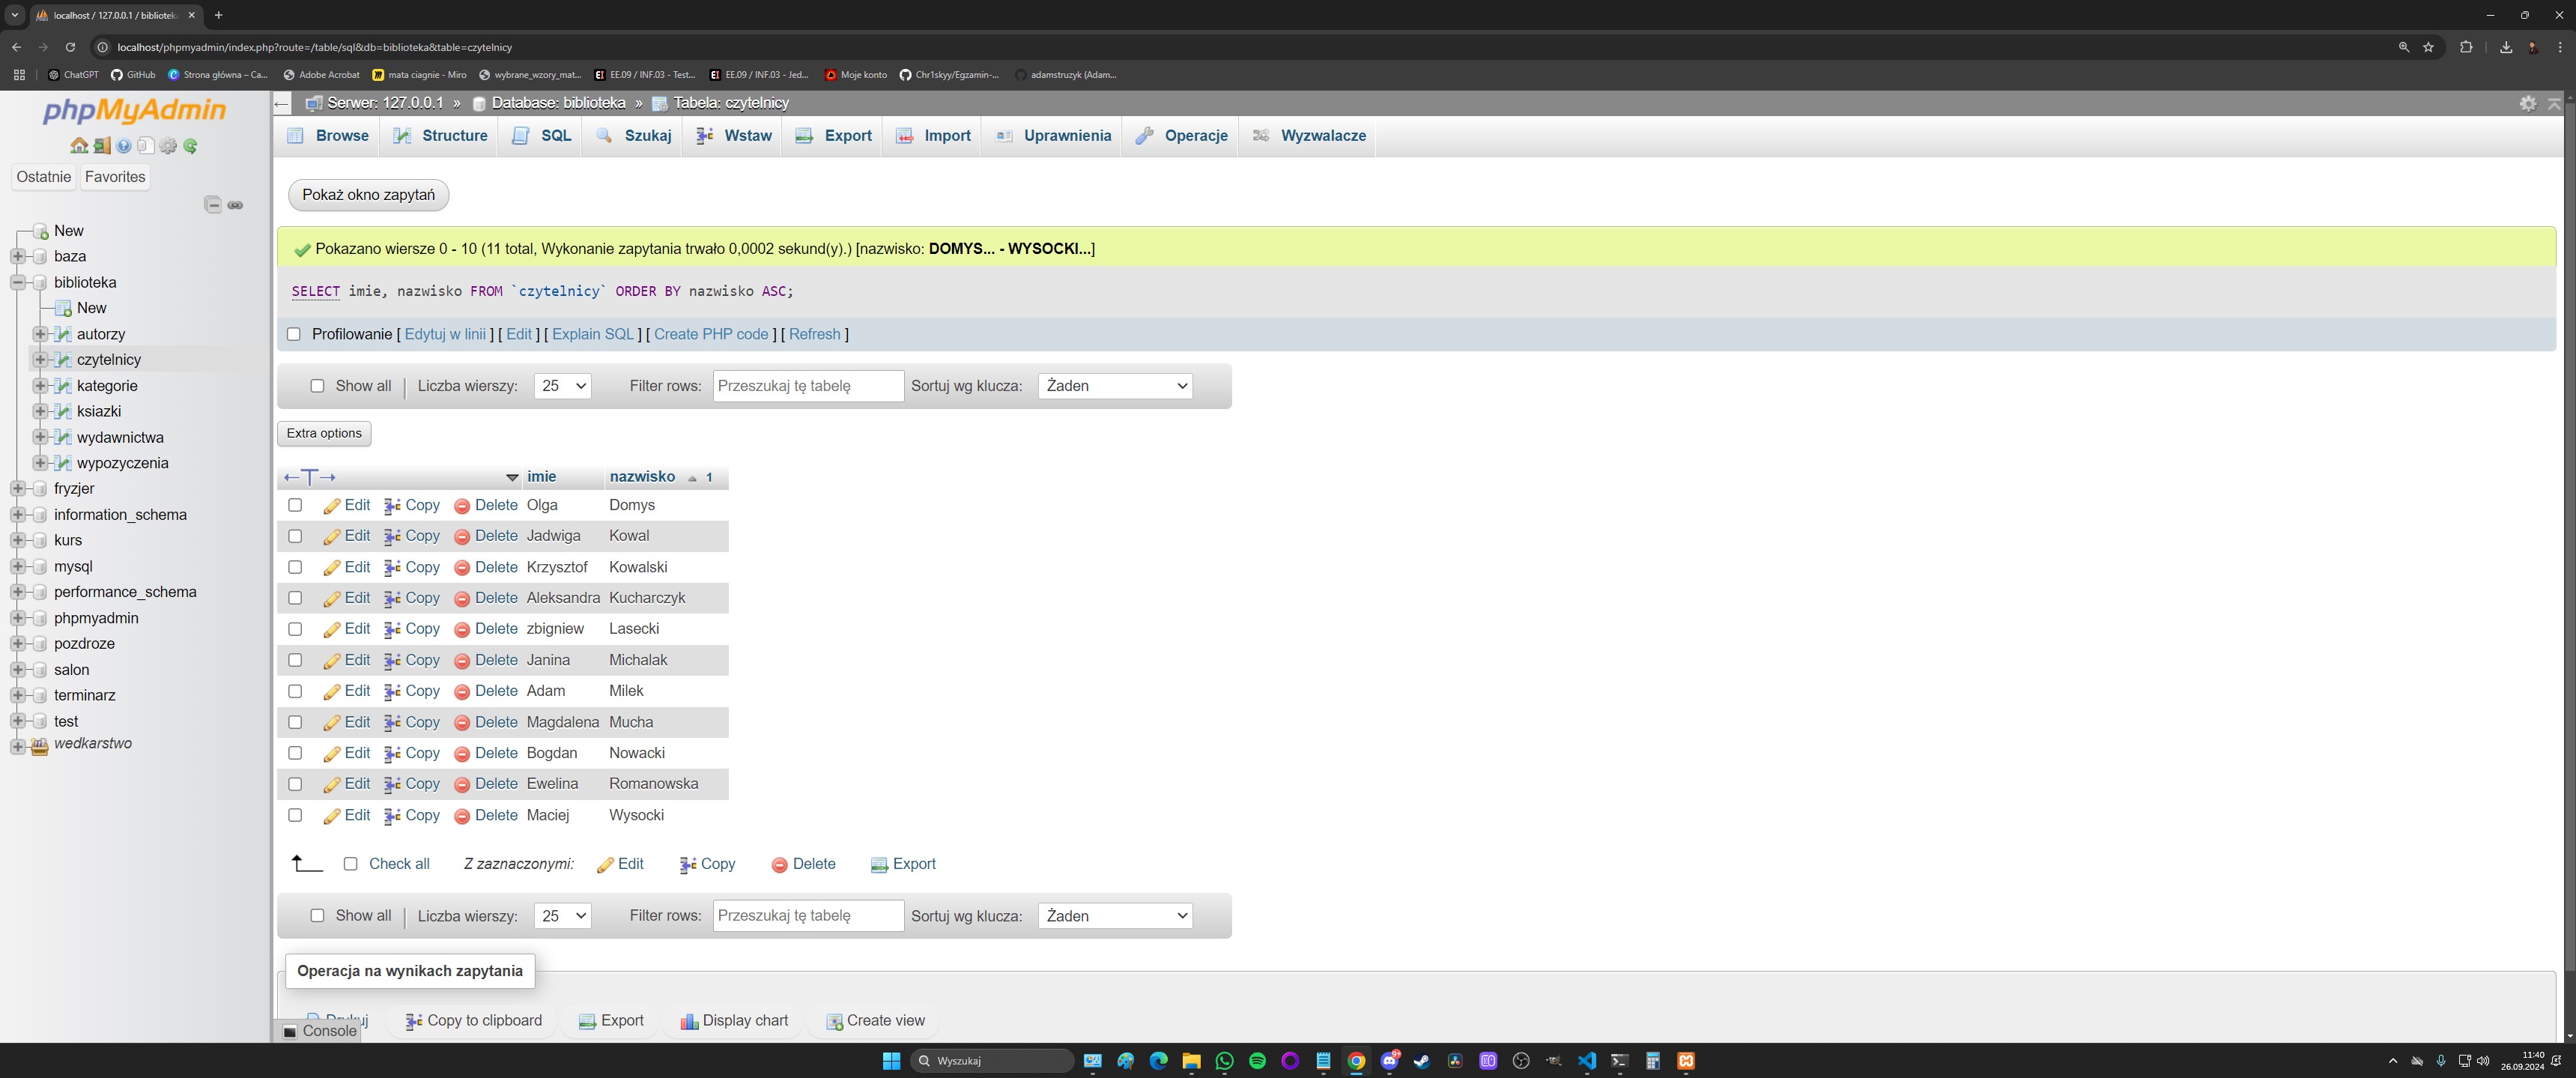 localhost / 127.0.0.1 / bibliotek
localhost/phpmyadmin/index.php?route=/table/sql&db=biblioteka&table=czytelnicy
ChatGPT GitHub Strona główna – Ca... Adobe Acrobat mata ciagnie - Miro wybrane_wzory_mat... EE.09 / INF.03 - Test... EE.09 / INF.03 - Jed... Moje konto Chr1skyy/Egzamin-... adamstruzyk (Adam...
phpMyAdmin
Ostatnie Favorites
New
baza
biblioteka
New
autorzy
czytelnicy
kategorie
ksiazki
wydawnictwa
wypozyczenia
fryzjer
information_schema
kurs
mysql
performance_schema
phpmyadmin
pozdroze
salon
terminarz
test
wedkarstwo
Serwer: 127.0.0.1 » Database: biblioteka » Tabela: czytelnicy
Browse Structure SQL Szukaj Wstaw Export Import Uprawnienia Operacje Wyzwalacze
Pokaż okno zapytań
Pokazano wiersze 0 - 10 (11 total, Wykonanie zapytania trwało 0,0002 sekund(y).) [nazwisko: DOMYS... - WYSOCKI...]
SELECT imie, nazwisko FROM `czytelnicy` ORDER BY nazwisko ASC;
Profilowanie [ Edytuj w linii ] [ Edit ] [ Explain SQL ] [ Create PHP code ] [ Refresh ]
Show all | Liczba wierszy: 25 Filter rows: Przeszukaj tę tabelę Sortuj wg klucza: Żaden
Extra options
imie nazwisko 1
Edit Copy Delete Olga Domys
Edit Copy Delete Jadwiga Kowal
Edit Copy Delete Krzysztof Kowalski
Edit Copy Delete Aleksandra Kucharczyk
Edit Copy Delete zbigniew Lasecki
Edit Copy Delete Janina Michalak
Edit Copy Delete Adam Milek
Edit Copy Delete Magdalena Mucha
Edit Copy Delete Bogdan Nowacki
Edit Copy Delete Ewelina Romanowska
Edit Copy Delete Maciej Wysocki
Check all Z zaznaczonymi: Edit Copy Delete Export
Show all | Liczba wierszy: 25 Filter rows: Przeszukaj tę tabelę Sortuj wg klucza: Żaden
Operacja na wynikach zapytania
Drukuj Copy to clipboard Export Display chart Create view
Console
Wyszukaj
11:40
26.09.2024